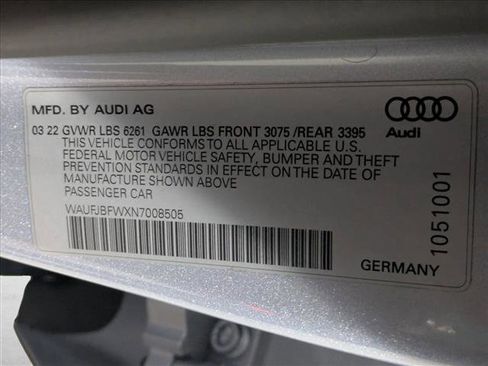 MFD. BY AUDI AG
03 22 GVWR LBS 6261 GAWR LBS FRONT 3075 /REAR 3395
THIS VEHICLE CONFORMS TO ALL APPLICABLE U.S.
FEDERAL MOTOR VEHICLE SAFETY, BUMPER AND THEFT
PREVENTION STANDARDS IN EFFECT ON THE DATE OF
MANUFACTURE SHOWN ABOVE
PASSENGER CAR
WAUFJBFWXN7008505
Audi
1051001
GERMANY